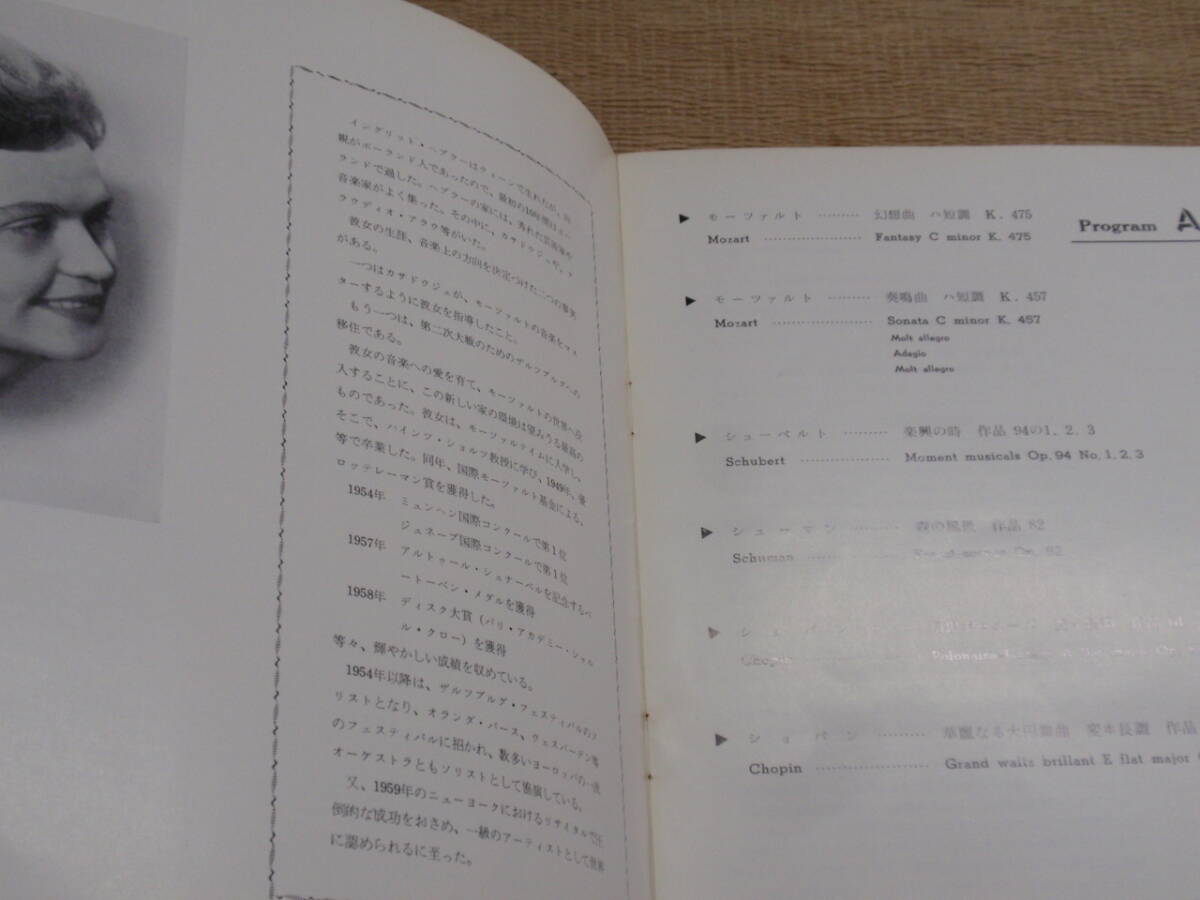 イングリット・ヘブラーはウィーンで生れたが、両
親がポーランド人であったので、最初の10年間はポー
ランドで過した。ヘブラーの家には、秀れた芸術家や
音楽家がよく集った。その中に、カサドゥジュや、ク
ラウディオ・アラウ等がいた。
彼女の生涯、音楽上の方向を決定づけた二つの事実
がある。
一つはカサドウジュが、モーツァルトの音楽をマス
ターするように彼女を指導したこと。
もう一つは、第二次大戦のためのザルツブルグへの
移住である。
彼女の音楽への愛を育て、モーツァルトの世界へ没
入することに、この新しい家の環境は望みうる最高の
ものであった。彼女は、モーツァルテイムに入学し、
そこで、ハインツ・ショルツ教授に学び、1949年、優
等で卒業した。同年、国際モーツァルト基金による、
ロッテレーマン賞を獲得した。
1954年 ミュンヘン国際コンクールで第1位
ジュネーブ国際コンクールで第1位
1957年 アルトゥール・シュナーベルを記念するベ
ートーベン・メダルを獲得
1958年 ディスク大賞(パリ・アカデミー・シャル
ル・クロー)を獲得
等々、輝やかしい成績を収めている。
1954年以降は、ザルツブルグ・フェスティバルのソ
リストとなり、オランダ・バース、ウェスバーデン等
のフェスティバルに招かれ、数多いヨーロッパの一流
オーケストラともソリストとして協演している。
又、1959年のニューヨークにおけるリサイタルで圧
倒的な成功をおさめ、一級のアーティストとして世界
に認められるに至った。
Program A
▶ モーツァルト ……… 幻想曲 ハ短調 K. 475
Mozart ……… Fantasy C minor K. 475
▶ モーツァルト ……… 奏鳴曲 ハ短調 K. 457
Mozart ……… Sonata C minor K. 457
Molt allegro
Adagio
Molt allegro
▶ シューベルト ……… 楽興の詩 作品 94の1, 2, 3
Schubert ……… Moment musicals Op. 94 No, 1, 2, 3
▶ シューマン ……… 森の風景 作品 82
Schuman ……… Op. 82
▶ ショパン
Chopin Polonaise
▶ ショパン ……… 華麗なる大円舞曲 変ホ長調 作品
Chopin ……… Grand waits brillant E flat major